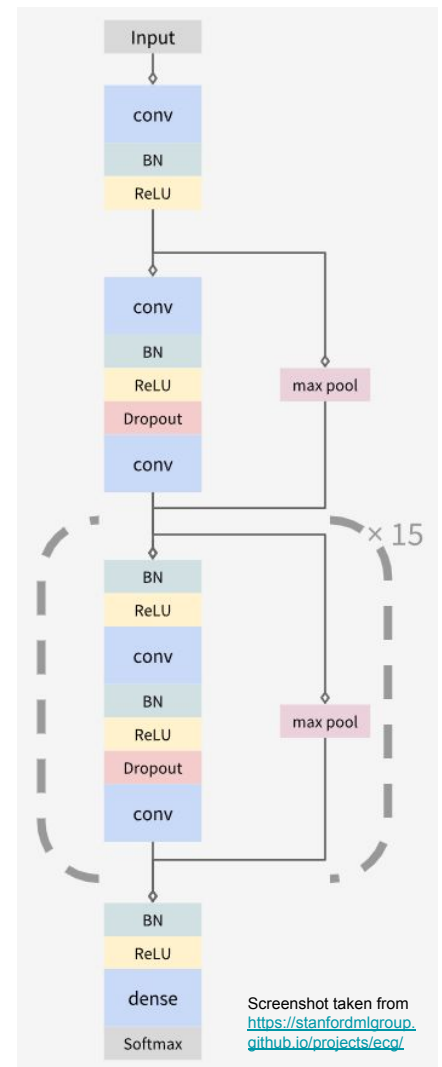 Input
conv
BN
ReLU
conv
BN
ReLU
max pool
Dropout
conv
× 15
BN
ReLU
conv
BN
ReLU
max pool
Dropout
conv
BN
ReLU
dense
Softmax
Screenshot taken from
https://stanfordmlgroup.
github.io/projects/ecg/